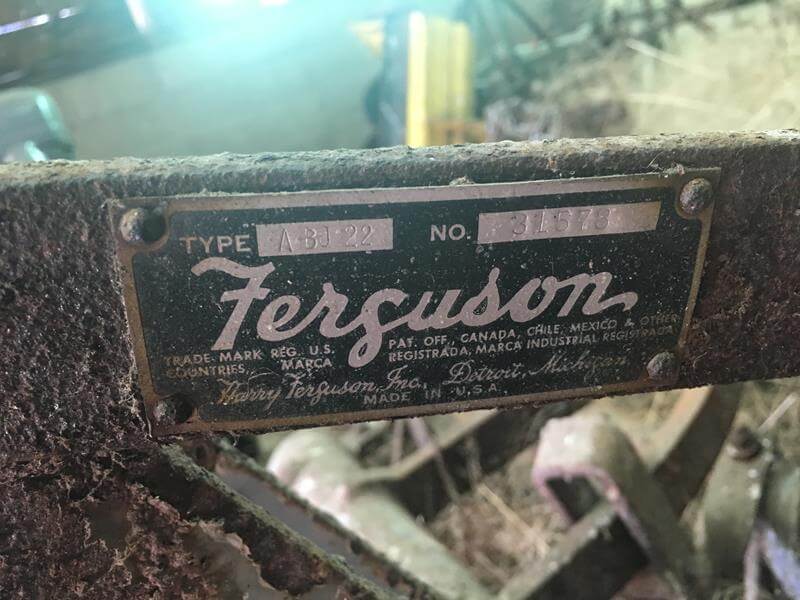 TYPE A-BJ-22 NO. 31578
Ferguson
TRADE MARK REG. U.S. PAT. OFF., CANADA, CHILE, MEXICO & OTHER
COUNTRIES, MARCA REGISTRADA, MARCA INDUSTRIAL REGISTRADA
Harry Ferguson, Inc., Detroit, Michigan
MADE IN U.S.A.